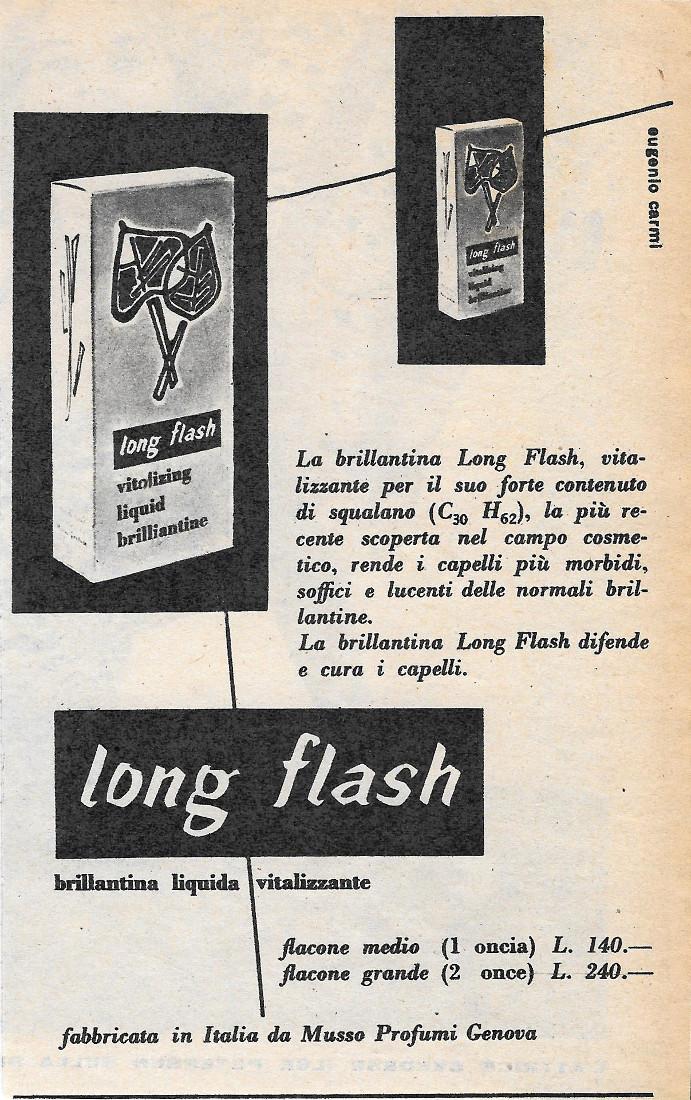 eugenio carmi
long flash
vitalizing
liquid
brilliantine
long flash
vitalizing
liquid
brilliantine
La brillantina Long Flash, vita-
lizzante per il suo forte contenuto
di squalano (C30 H62), la più re-
cente scoperta nel campo cosme-
tico, rende i capelli più morbidi,
soffici e lucenti delle normali bril-
lantine.
La brillantina Long Flash difende
e cura i capelli.
long flash
brillantina liquida vitalizzante
flacone medio (1 oncia) L. 140.—
flacone grande (2 once) L. 240.—
fabbricata in Italia da Musso Profumi Genova